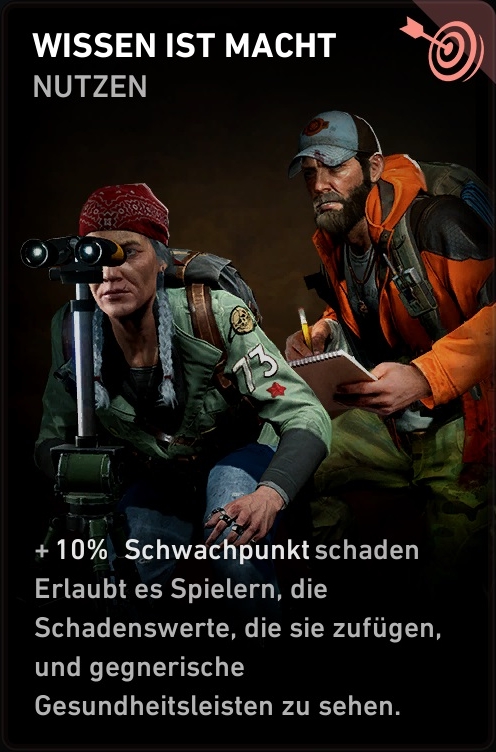 WISSEN IST MACHT
NUTZEN
73
+ 10% Schwachpunkt schaden
Erlaubt es Spielern, die
Schadenswerte, die sie zufügen,
und gegnerische
Gesundheitsleisten zu sehen.